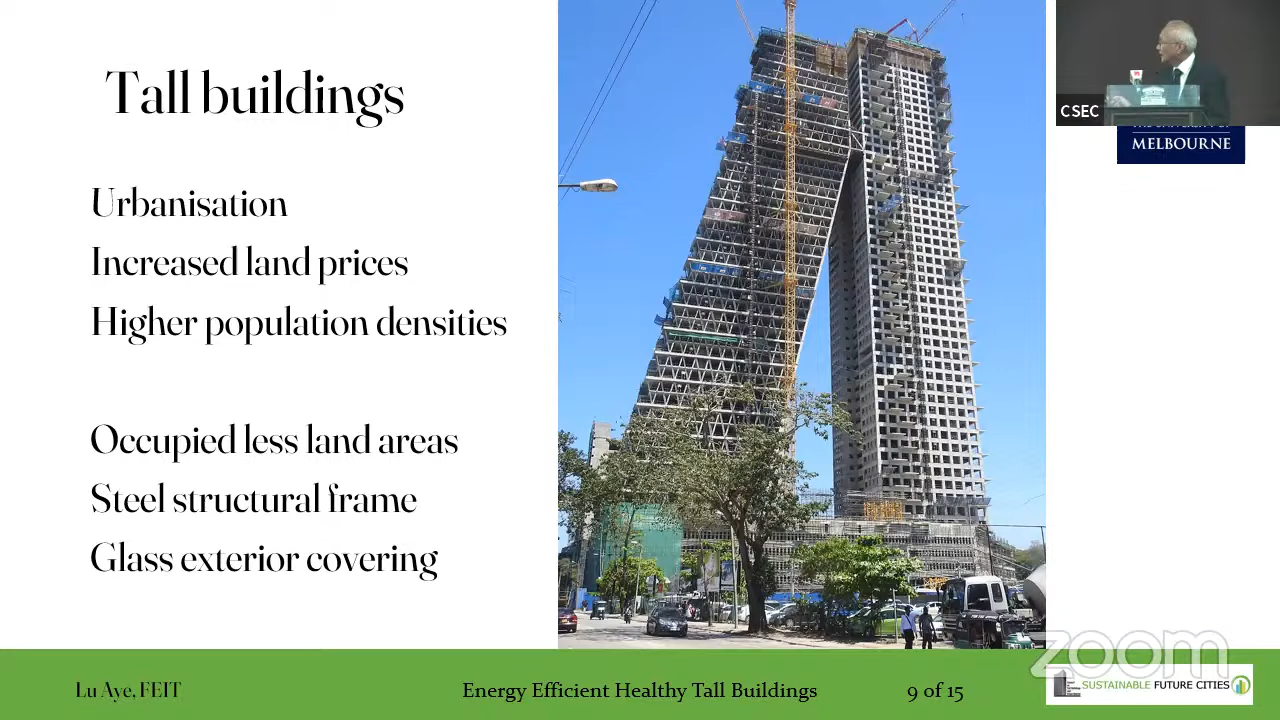 Tall buildings
Urbanisation
Increased land prices
Higher population densities
Occupied less land areas
Steel structural frame
Glass exterior covering
CSEC
MELBOURNE
zoom
Lu Aye, FEIT
Energy Efficient Healthy Tall Buildings
9 of 15
SUSTAINABLE FUTURE CITIES